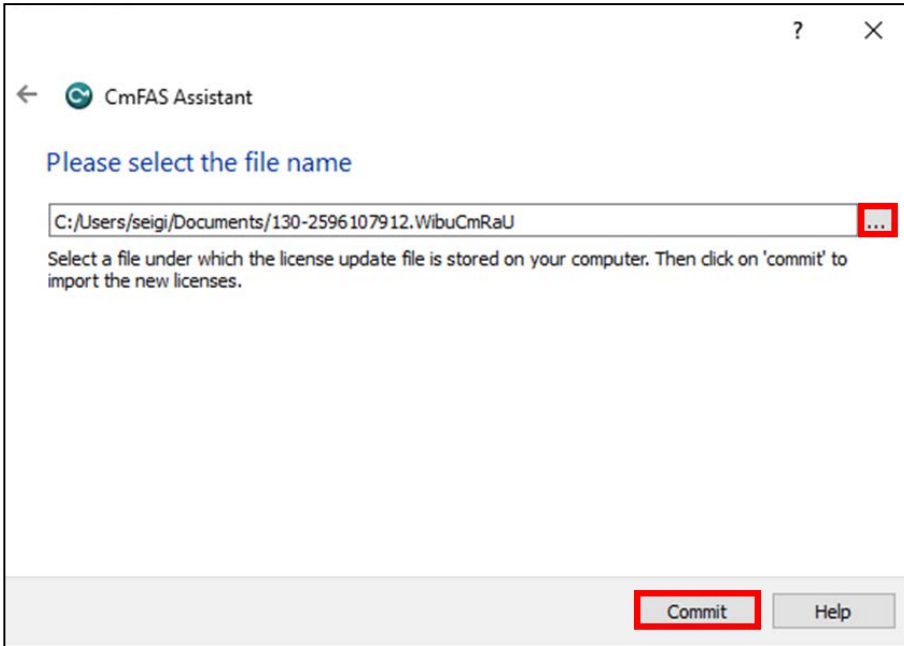 ?
CmFAS Assistant
Please select the file name
C:/Users/seigi/Documents/130-2596107912.WibuCmRaU
...
Select a file under which the license update file is stored on your computer. Then click on 'commit' to
import the new licenses.
Commit
Help